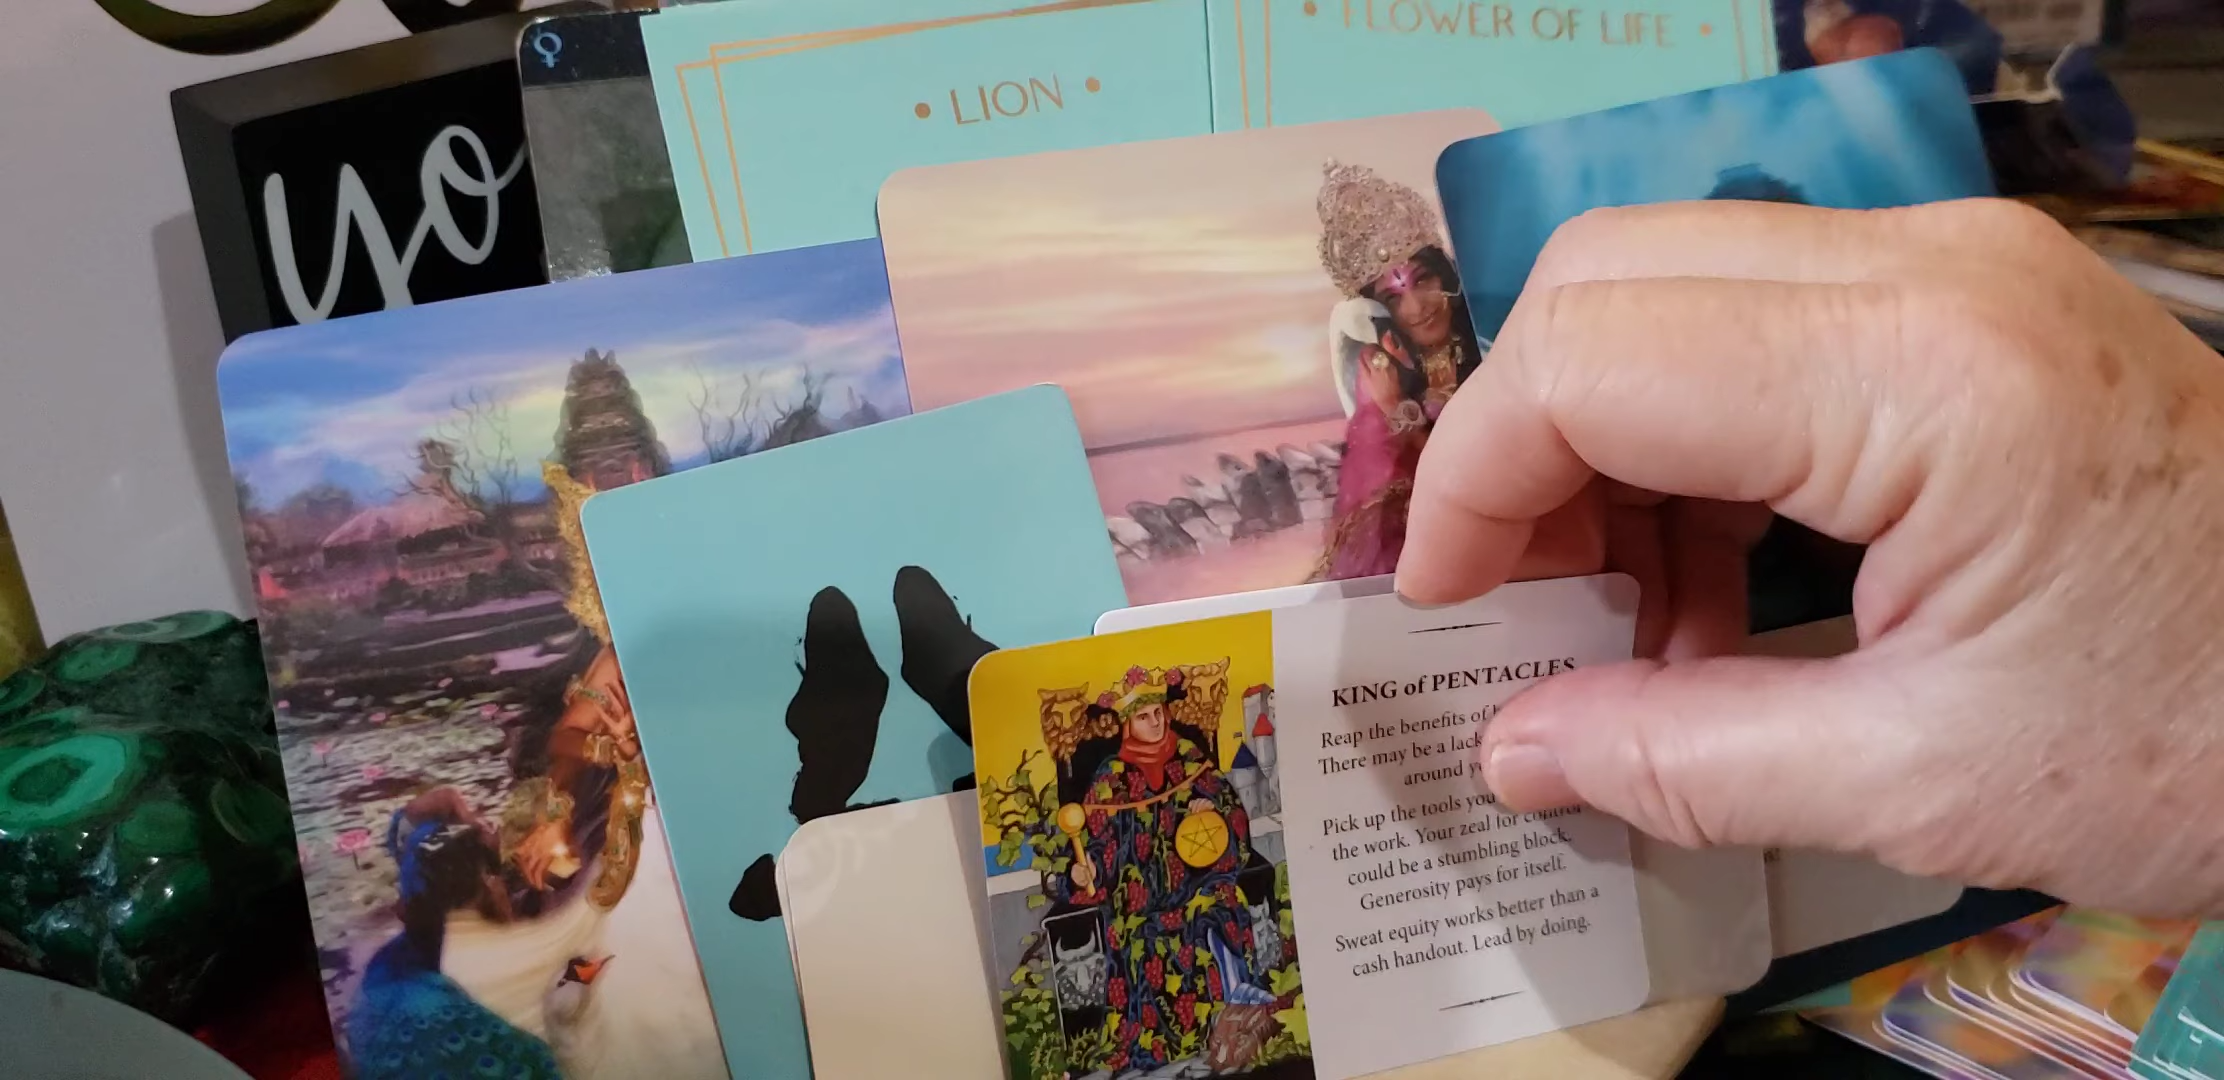 yo
• LION •
• FLOWER OF LIFE •
KING of PENTACLES
Reap the benefits of
There may be a lack
around
Pick up the tools you
the work. Your zeal for control
could be a stumbling block.
Generosity pays for itself.
Sweat equity works better than a
cash handout. Lead by doing.